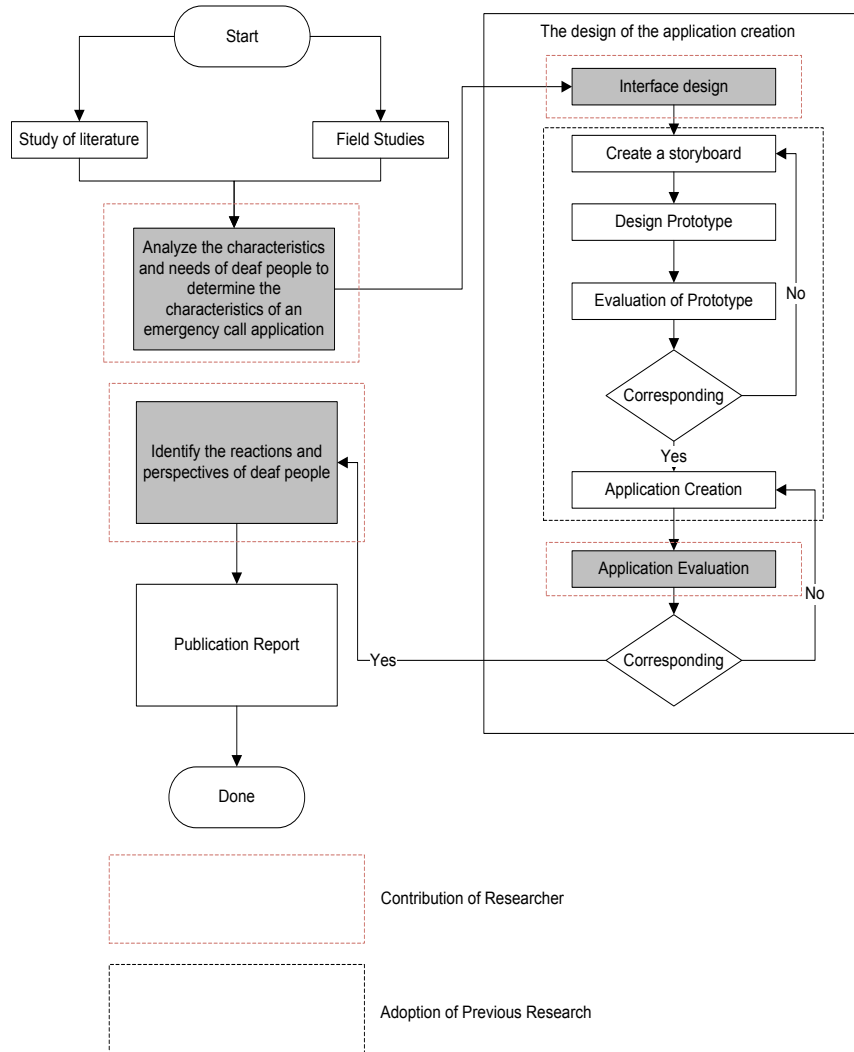 Start
Study of literature
Field Studies
Analyze the characteristics
and needs of deaf people to
determine the
characteristics of an
emergency call application
The design of the application creation
Interface design
Create a storyboard
Design Prototype
Evaluation of Prototype
No
Corresponding
Yes
Application Creation
Application Evaluation
No
Corresponding
Yes
Identify the reactions and
perspectives of deaf people
Publication Report
Done
Contribution of Researcher
Adoption of Previous Research